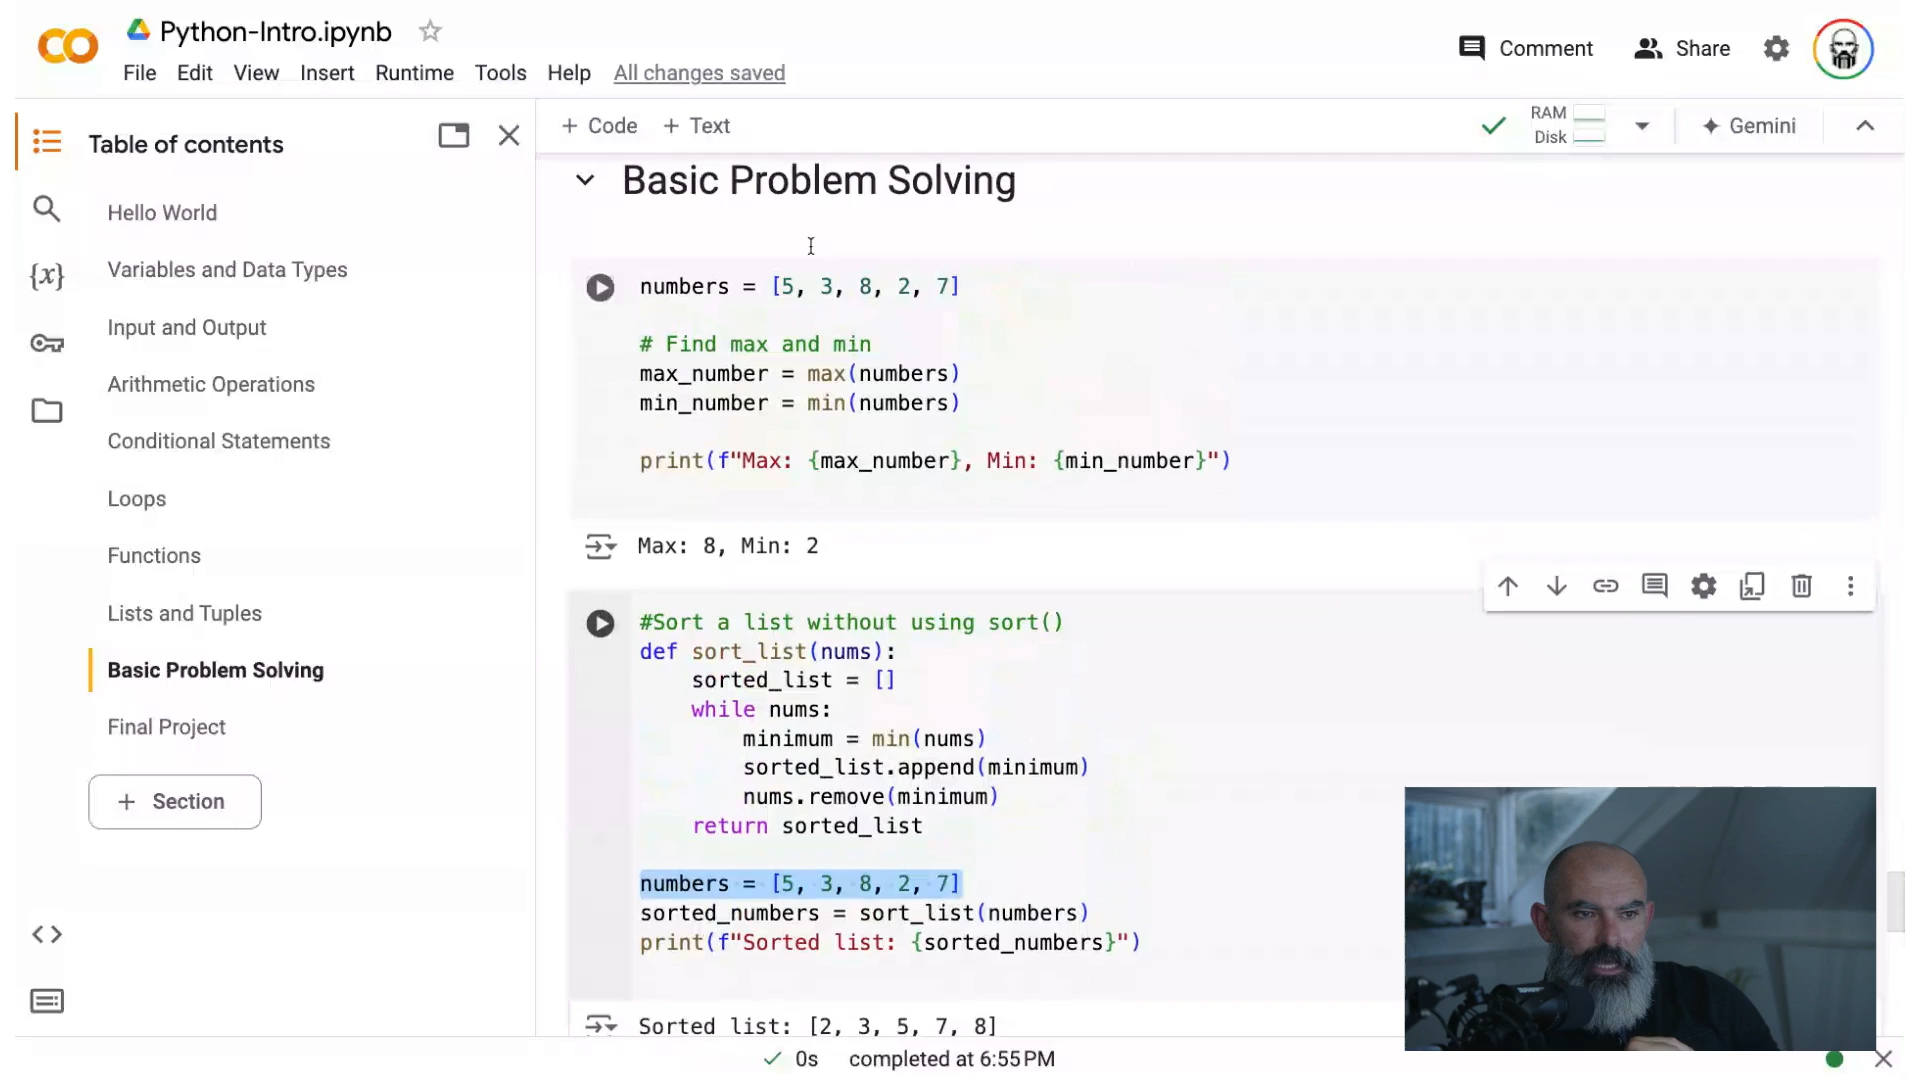 Python-Intro.ipynb
File Edit View Insert Runtime Tools Help All changes saved
Comment
Share
Table of contents
Hello World
Variables and Data Types
Input and Output
Arithmetic Operations
Conditional Statements
Loops
Functions
Lists and Tuples
Basic Problem Solving
Final Project
+ Section
+ Code + Text
RAM
Disk
Gemini
Basic Problem Solving
numbers = [5, 3, 8, 2, 7]
# Find max and min
max_number = max(numbers)
min_number = min(numbers)
print(f"Max: {max_number}, Min: {min_number}")
Max: 8, Min: 2
#Sort a list without using sort()
def sort_list(nums):
    sorted_list = []
    while nums:
        minimum = min(nums)
        sorted_list.append(minimum)
        nums.remove(minimum)
    return sorted_list
numbers = [5, 3, 8, 2, 7]
sorted_numbers = sort_list(numbers)
print(f"Sorted list: {sorted_numbers}")
Sorted list: [2, 3, 5, 7, 8]
0s completed at 6:55 PM